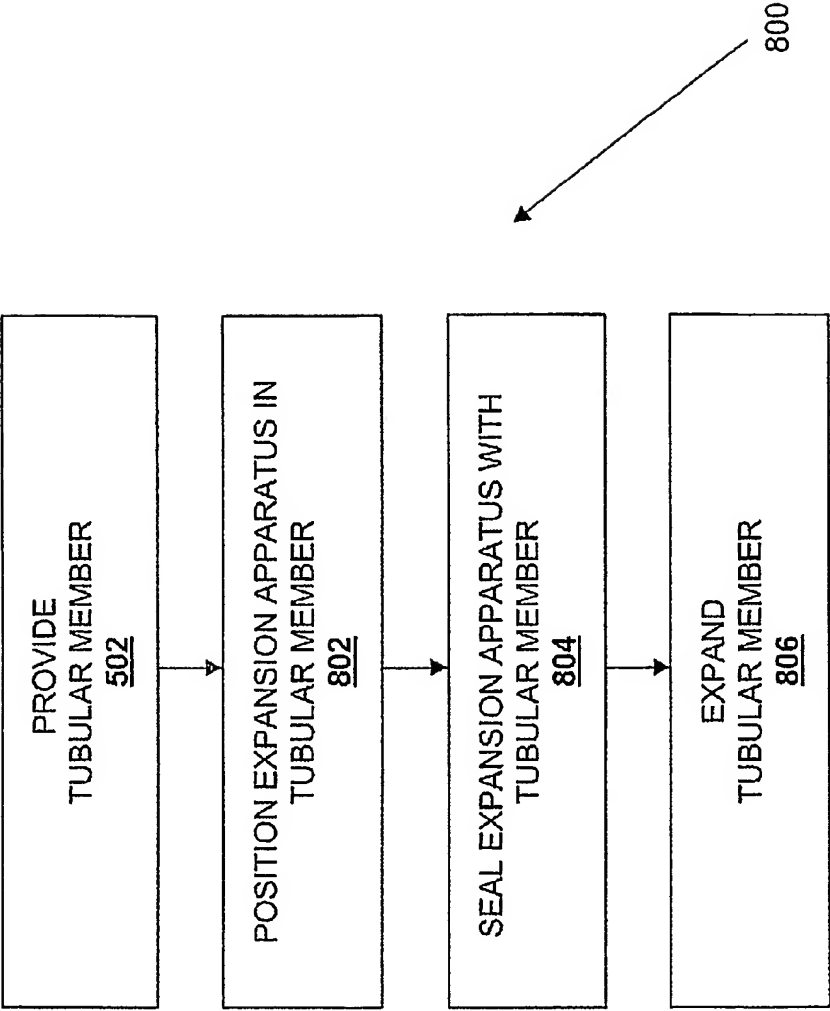 PROVIDE
TUBULAR MEMBER
502
POSITION EXPANSION APPARATUS IN
TUBULAR MEMBER
802
SEAL EXPANSION APPARATUS WITH
TUBULAR MEMBER
804
EXPAND
TUBULAR MEMBER
806
800